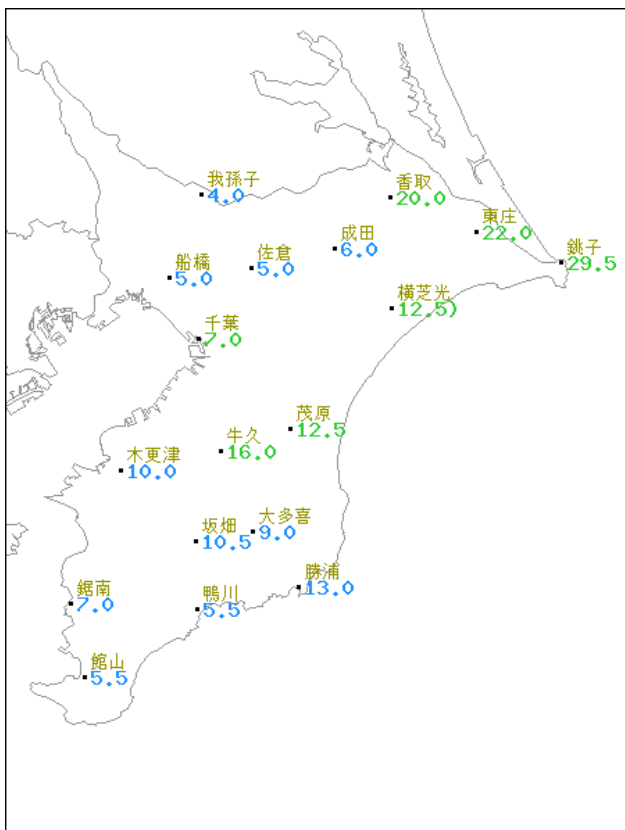 我孫子
4.0
香取
20.0
東庄
22.0
成田
6.0
銚子
29.5
佐倉
5.0
船橋
5.0
横芝光
12.5)
千葉
7.0
茂原
12.5
牛久
16.0
木更津
10.0
大多喜
9.0
坂畑
10.5
勝浦
13.0
鋸南
7.0
鴨川
5.5
館山
5.5